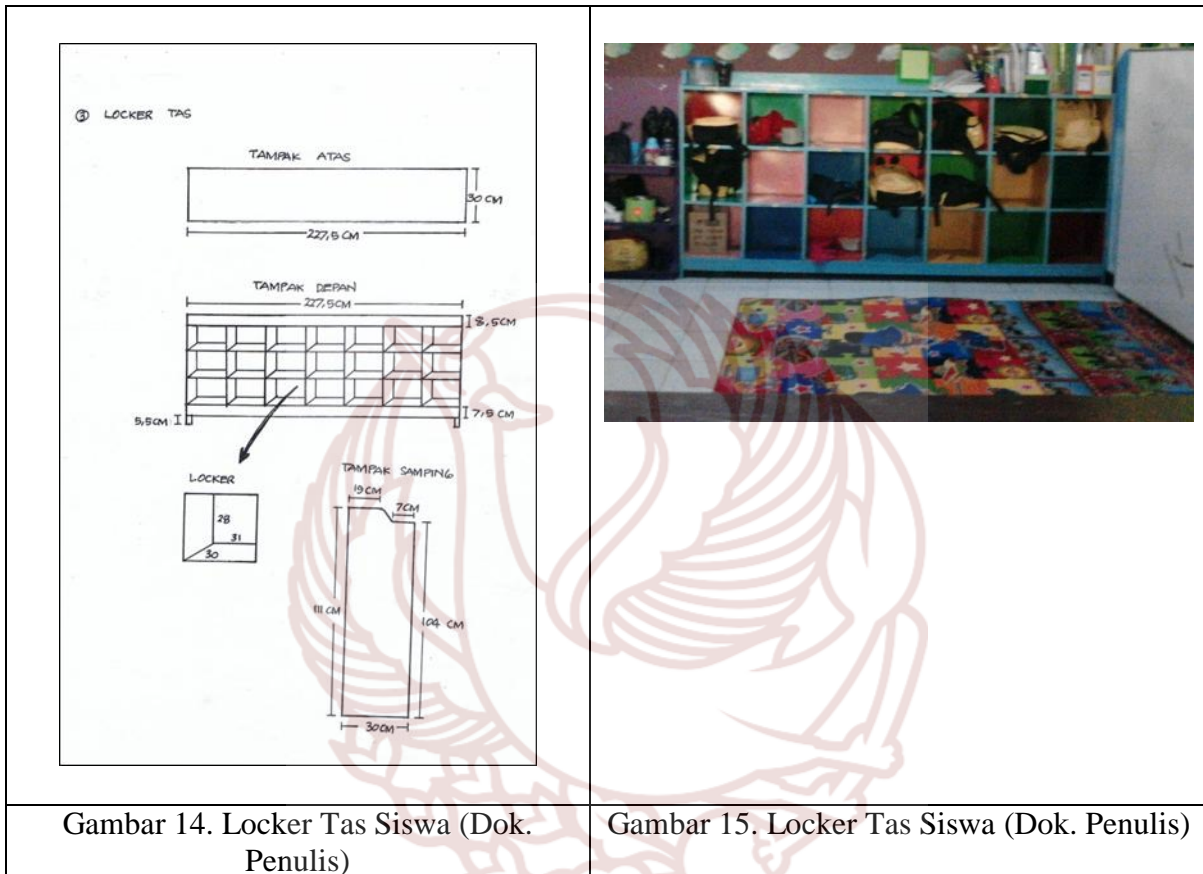 ③ LOCKER TAS
TAMPAK ATAS
30 CM
227,5 CM
TAMPAK DEPAN
227,5CM
8,5CM
5,5CM
7,5 CM
LOCKER
28
31
30
TAMPAK SAMPING
19 CM
7CM
111 CM
104 CM
30CM
Gambar 14. Locker Tas Siswa (Dok.
Penulis)
Gambar 15. Locker Tas Siswa (Dok. Penulis)